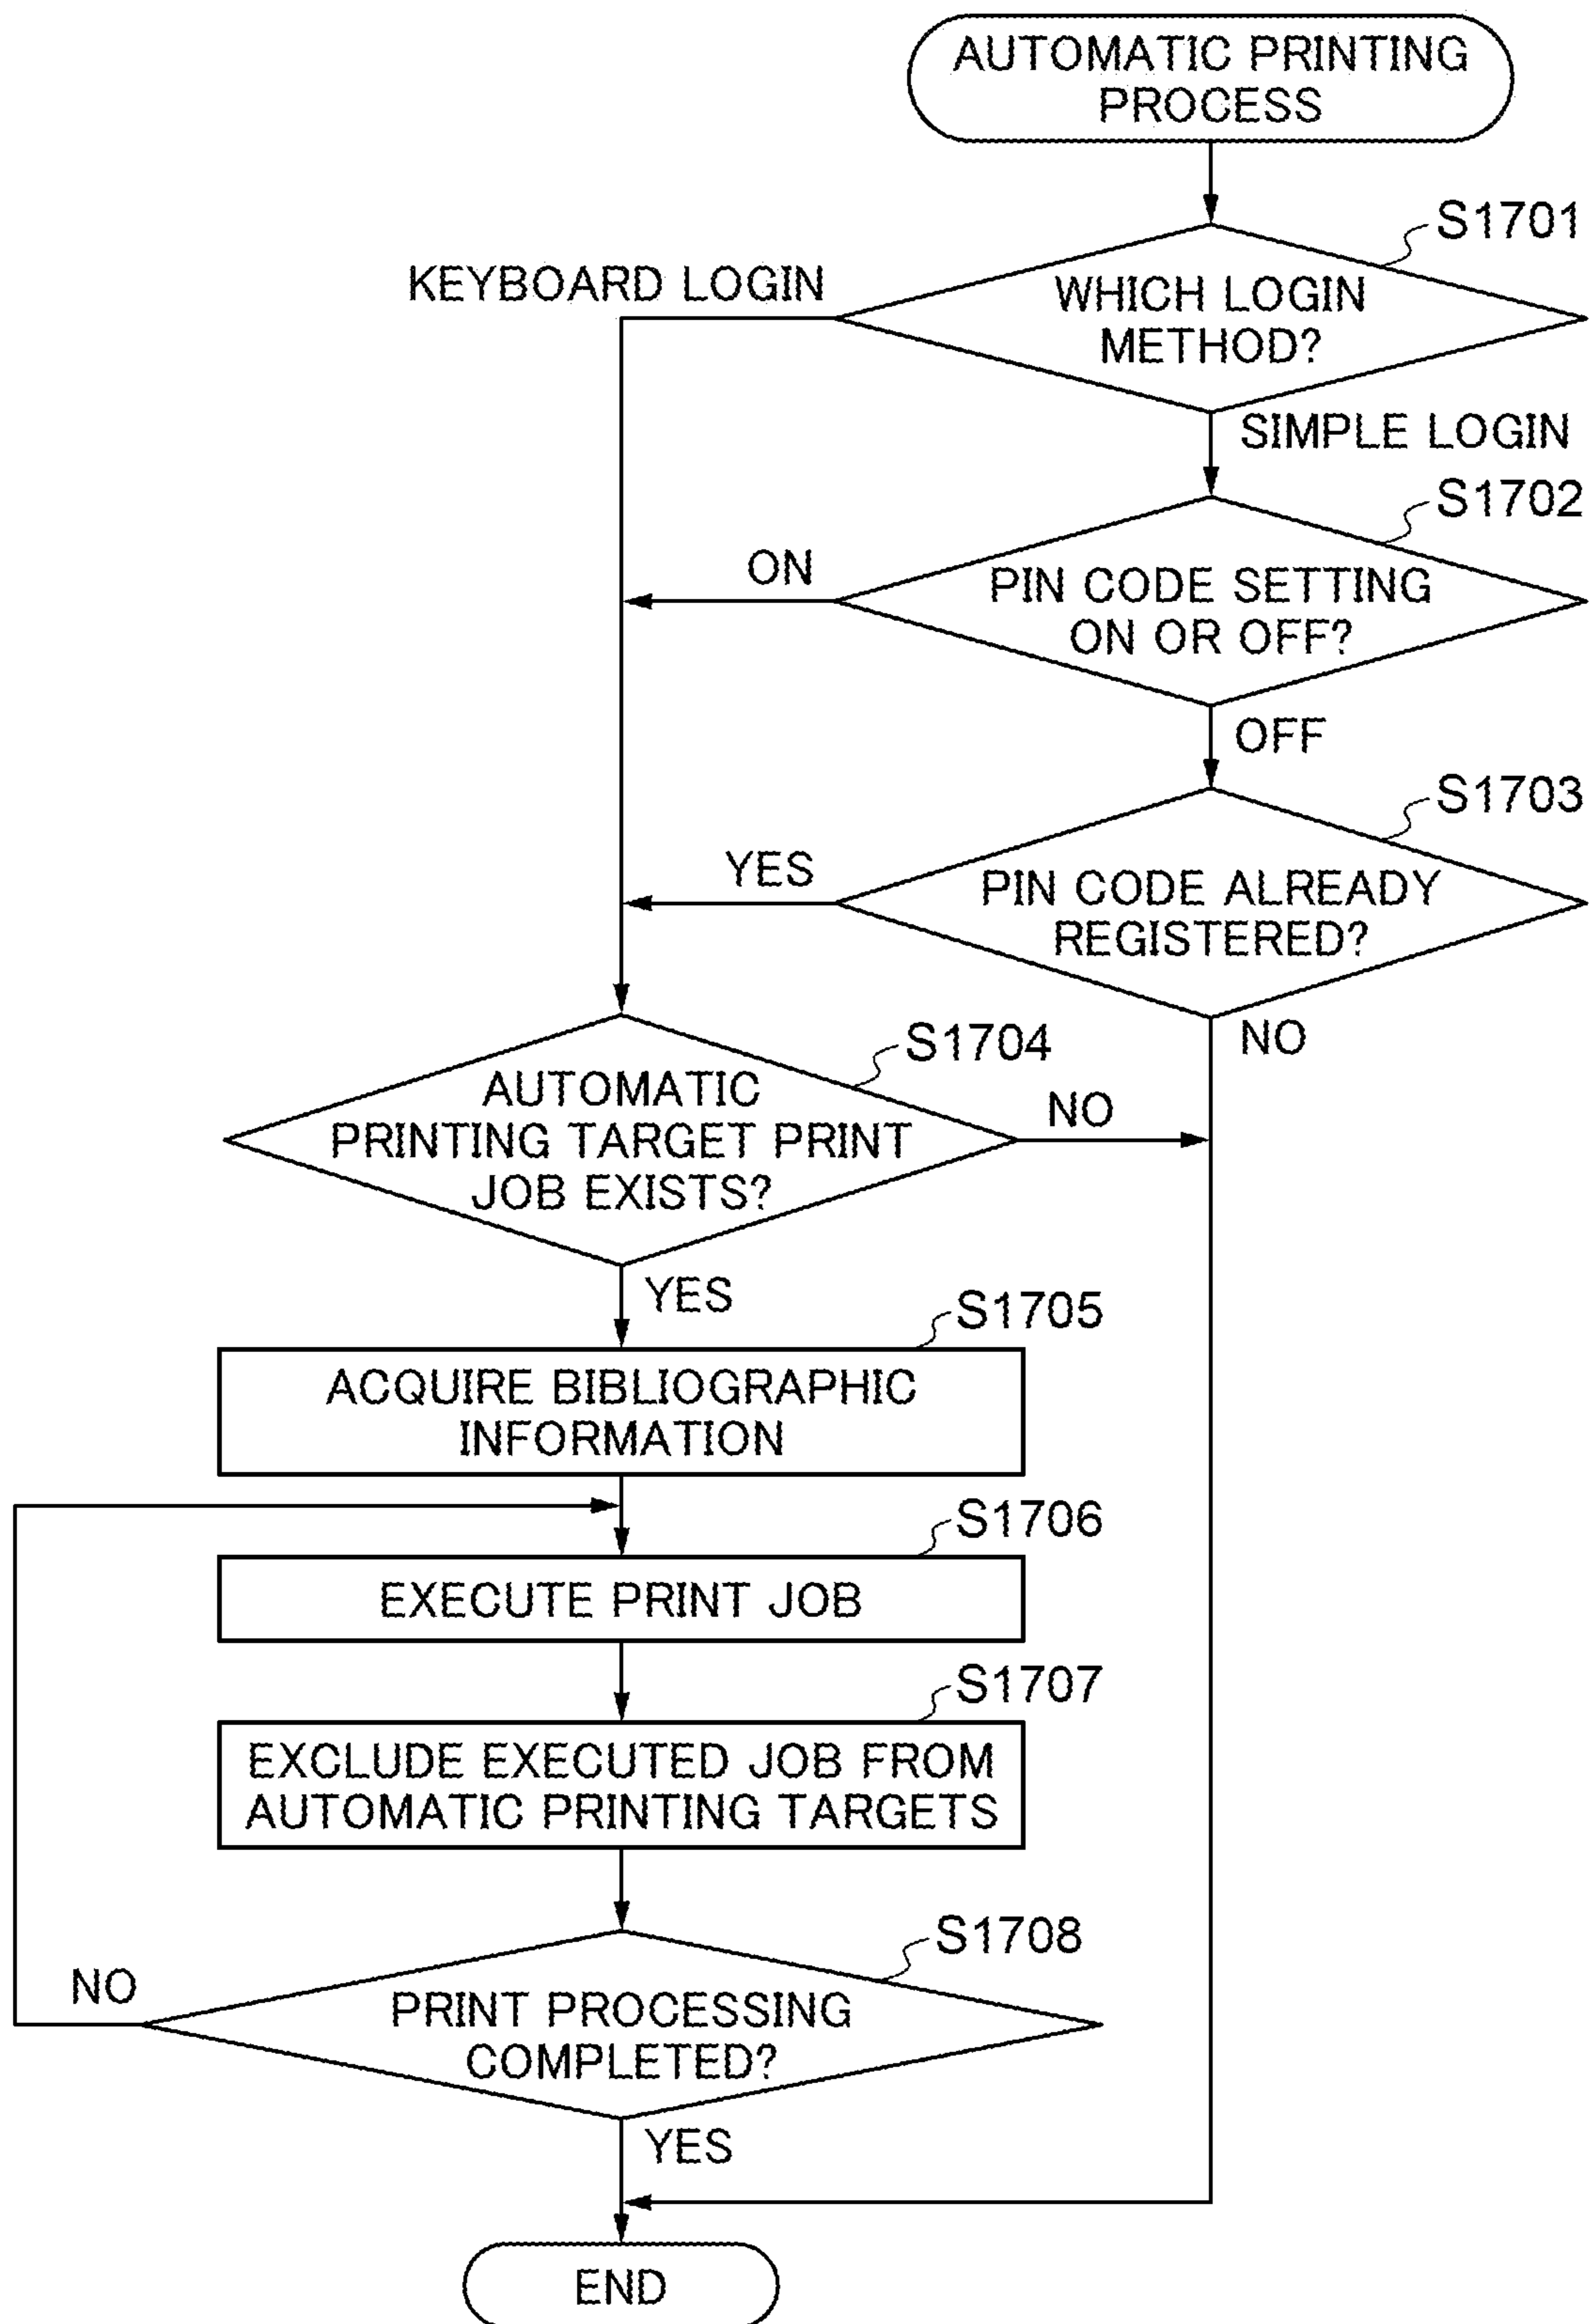 AUTOMATIC PRINTING
PROCESS
S1701
KEYBOARD LOGIN
WHICH LOGIN
METHOD?
SIMPLE LOGIN
S1702
ON
PIN CODE SETTING
ON OR OFF?
OFF
S1703
YES
PIN CODE ALREADY
REGISTERED?
NO
S1704
AUTOMATIC
PRINTING TARGET PRINT
JOB EXISTS?
NO
YES
S1705
ACQUIRE BIBLIOGRAPHIC
INFORMATION
S1706
EXECUTE PRINT JOB
S1707
EXCLUDE EXECUTED JOB FROM
AUTOMATIC PRINTING TARGETS
S1708
NO
PRINT PROCESSING
COMPLETED?
YES
END